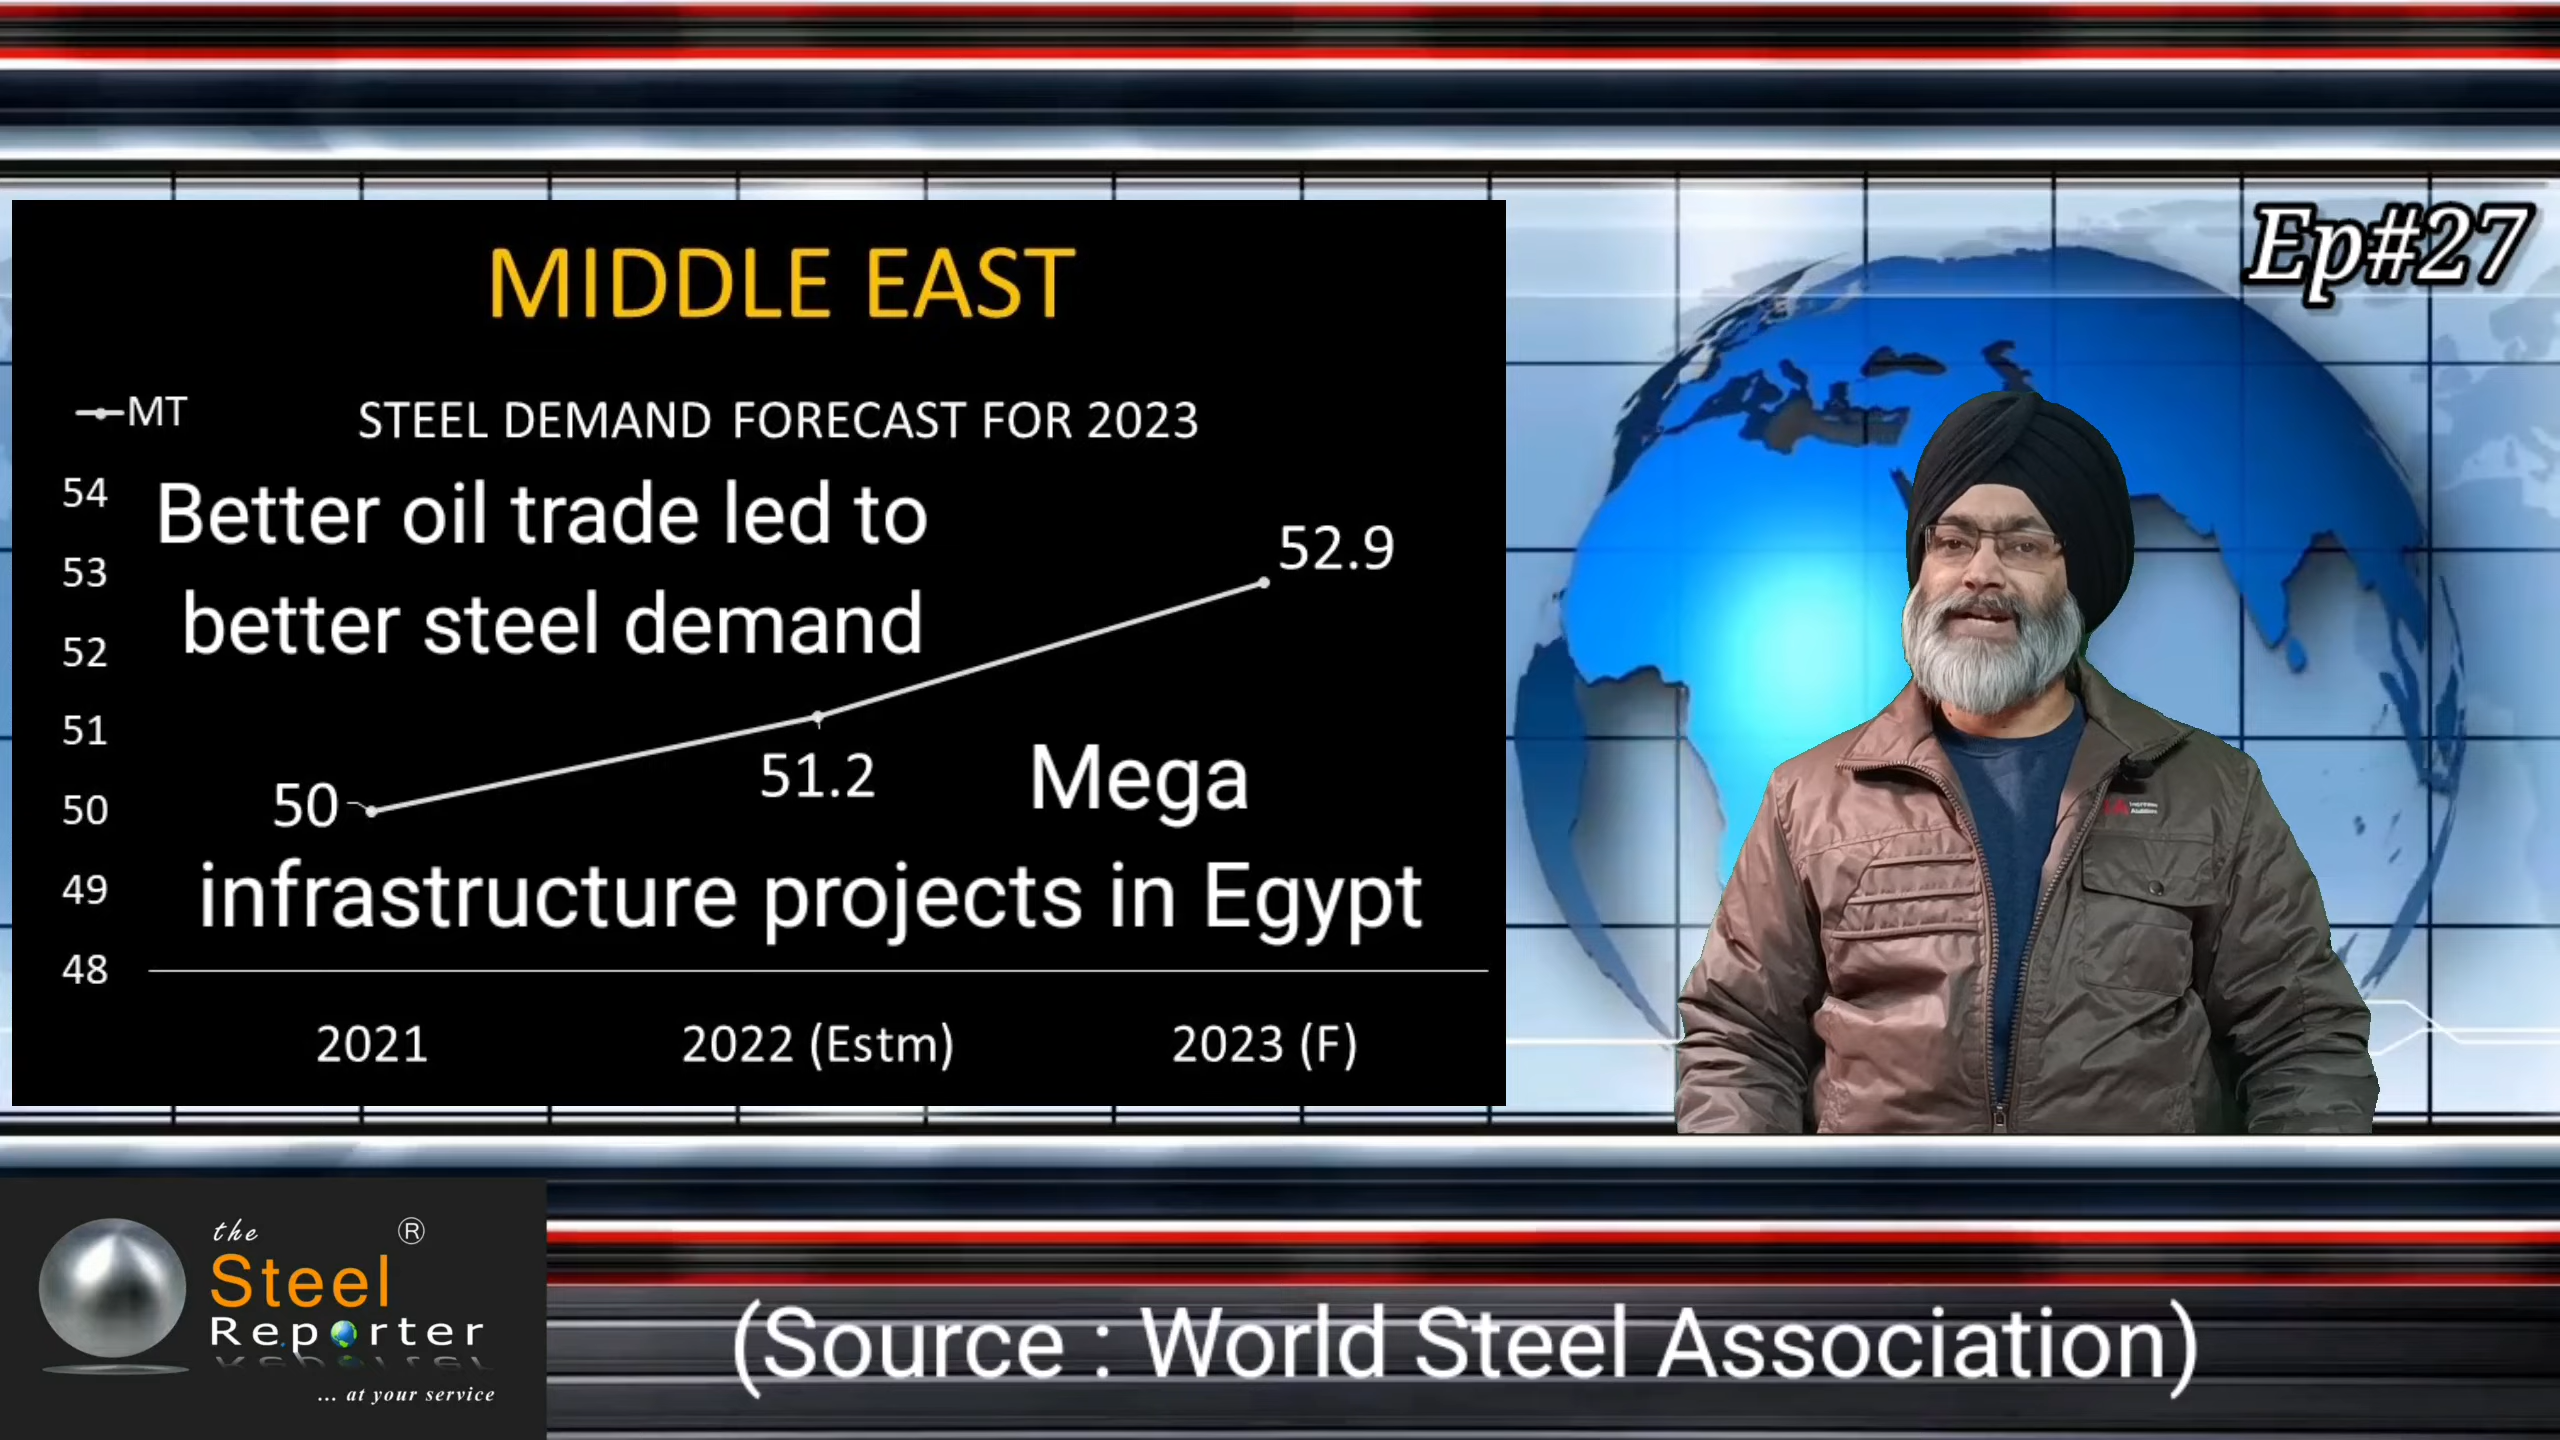 Ep#27
MIDDLE EAST
MT
STEEL DEMAND FORECAST FOR 2023
54
53
52
51
50
49
48
Better oil trade led to
better steel demand
52.9
51.2
50
Mega
infrastructure projects in Egypt
2021
2022 (Estm)
2023 (F)
the ®
Steel
Reporter
... at your service
(Source : World Steel Association)